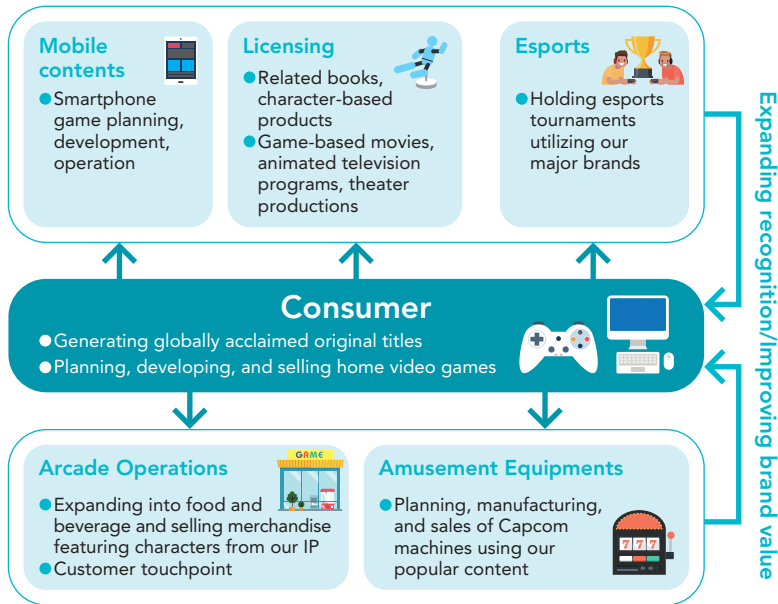 Mobile
contents
●Smartphone
game planning,
development,
operation
Licensing
●Related books,
character-based
products
●Game-based movies,
animated television
programs, theater
productions
Esports
●Holding esports
tournaments
utilizing our
major brands
Consumer
●Generating globally acclaimed original titles
●Planning, developing, and selling home video games
Arcade Operations
GAME
●Expanding into food and
beverage and selling merchandise
featuring characters from our IP
●Customer touchpoint
Amusement Equipments
●Planning, manufacturing,
and sales of Capcom
machines using our
popular content
777
Expanding recognition/Improving brand value